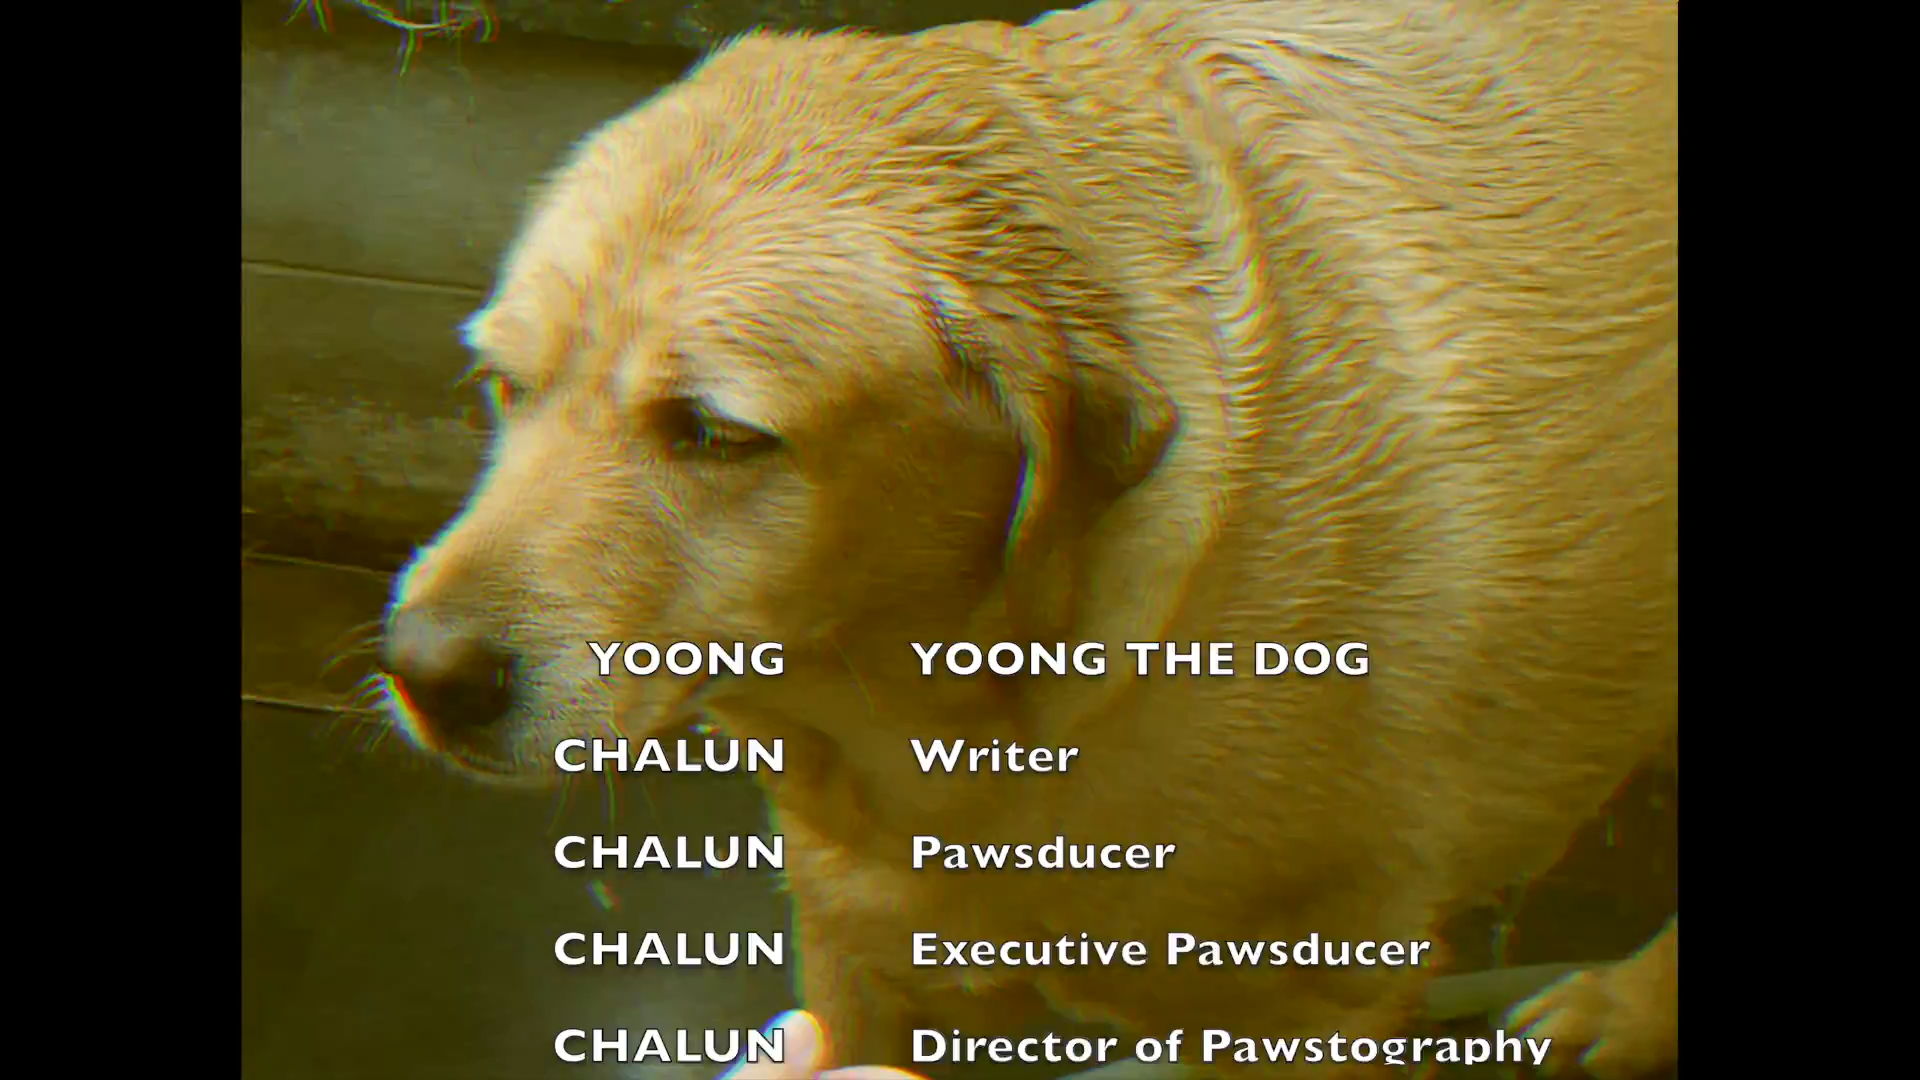 YOONG YOONG THE DOG
CHALUN Writer
CHALUN Pawsducer
CHALUN Executive Pawsducer
CHALUN Director of Pawstography